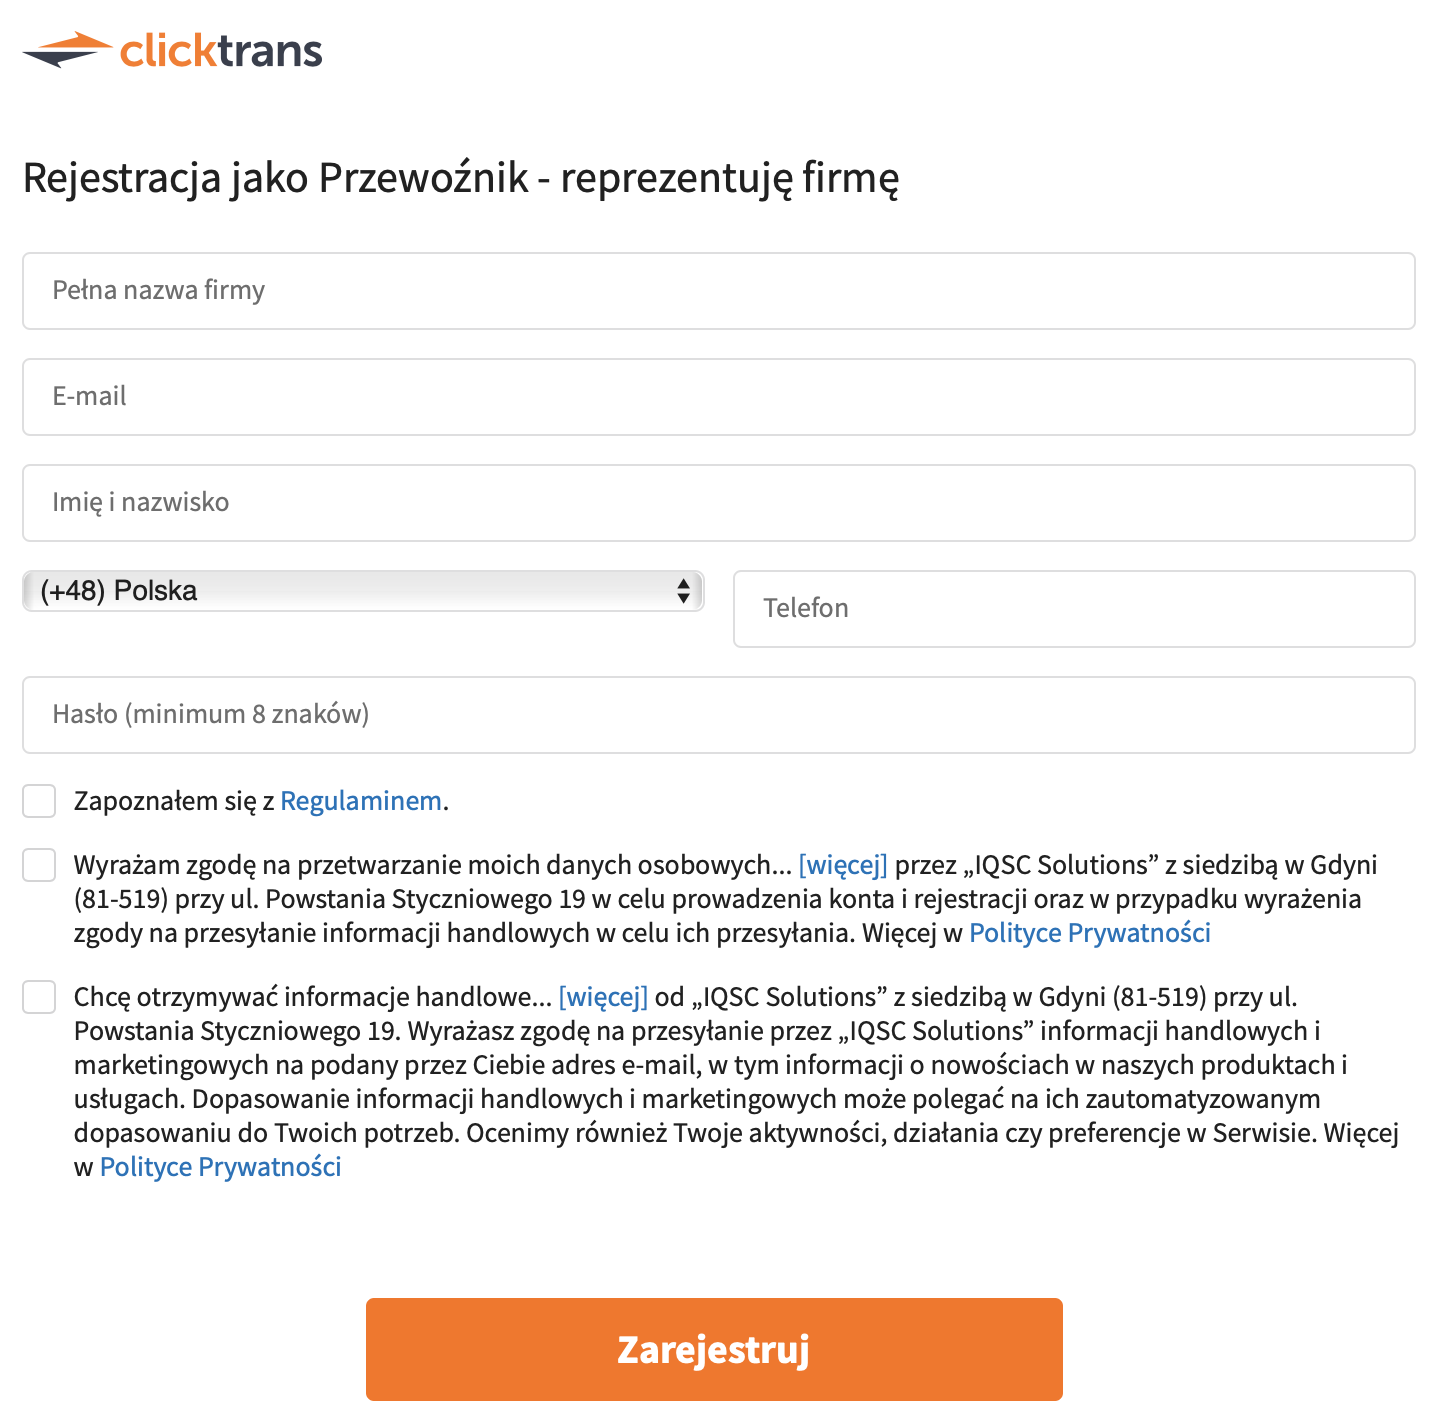 clicktrans
Rejestracja jako Przewoźnik - reprezentuję firmę
Pełna nazwa firmy
E-mail
Imię i nazwisko
(+48) Polska
Telefon
Hasło (minimum 8 znaków)
Zapoznałem się z Regulaminem.
Wyrażam zgodę na przetwarzanie moich danych osobowych... [więcej] przez „IQSC Solutions” z siedzibą w Gdyni
(81-519) przy ul. Powstania Styczniowego 19 w celu prowadzenia konta i rejestracji oraz w przypadku wyrażenia
zgody na przesyłanie informacji handlowych w celu ich przesyłania. Więcej w Polityce Prywatności
Chcę otrzymywać informacje handlowe... [więcej] od „IQSC Solutions” z siedzibą w Gdyni (81-519) przy ul.
Powstania Styczniowego 19. Wyrażasz zgodę na przesyłanie przez „IQSC Solutions” informacji handlowych i
marketingowych na podany przez Ciebie adres e-mail, w tym informacji o nowościach w naszych produktach i
usługach. Dopasowanie informacji handlowych i marketingowych może polegać na ich zautomatyzowanym
dopasowaniu do Twoich potrzeb. Ocenimy również Twoje aktywności, działania czy preferencje w Serwisie. Więcej
w Polityce Prywatności
Zarejestruj